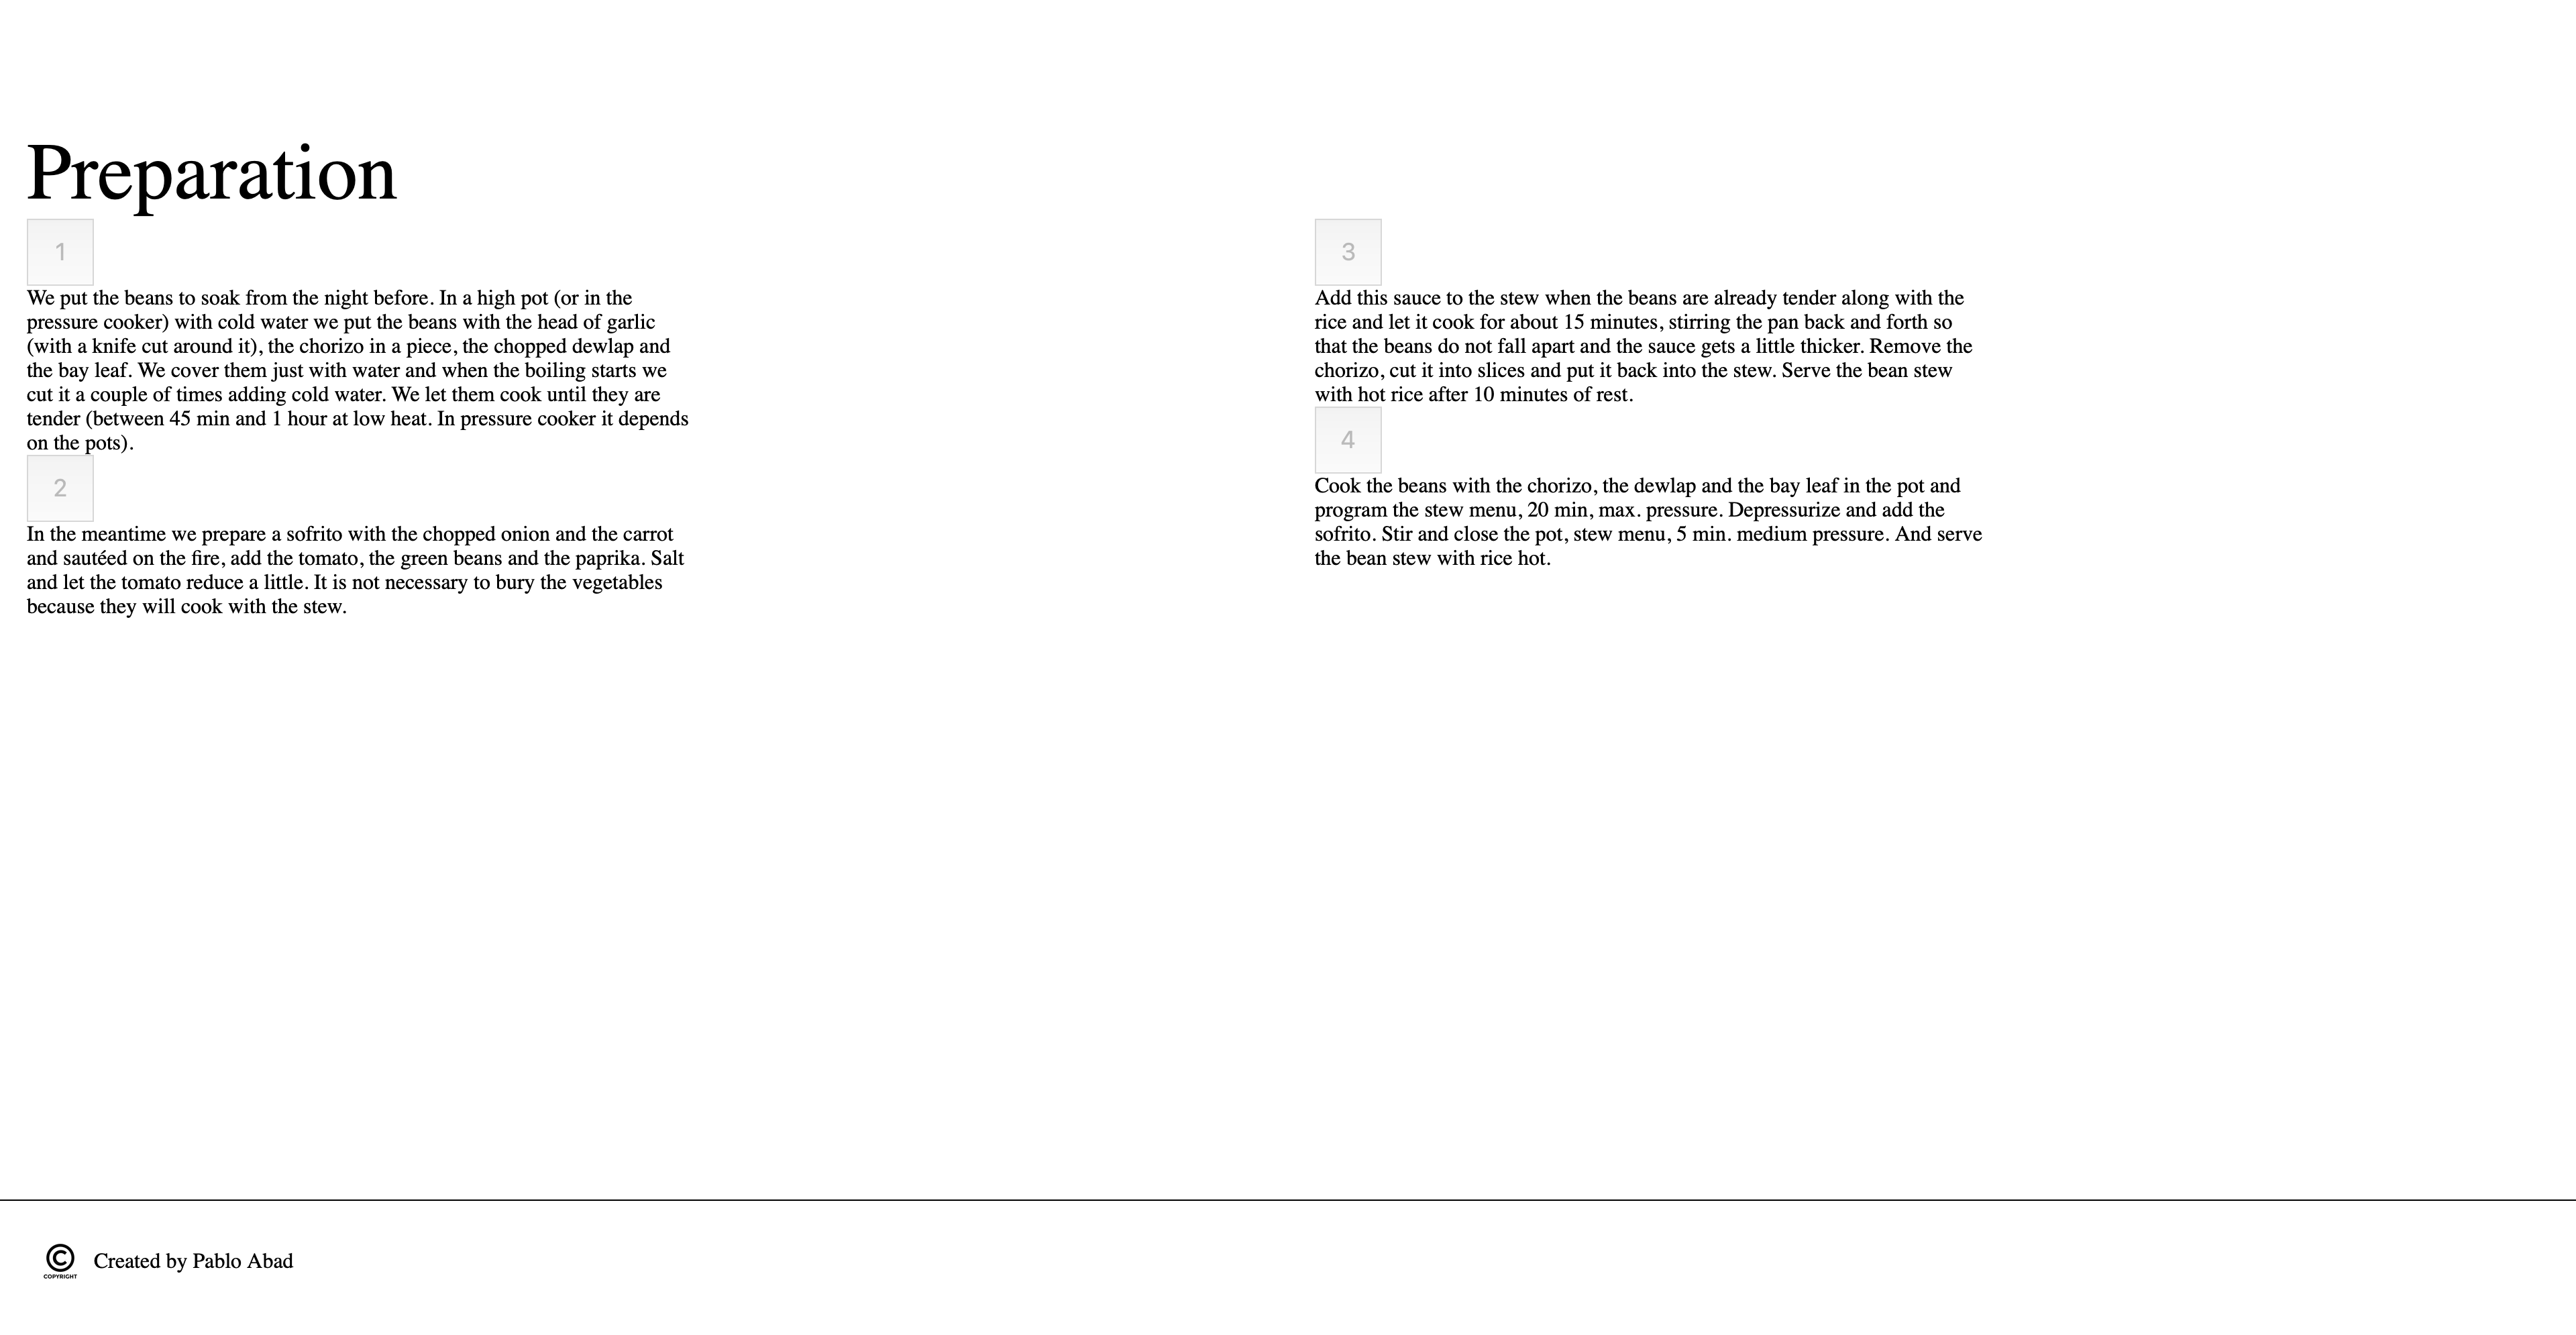 Preparation
1
We put the beans to soak from the night before. In a high pot (or in the
pressure cooker) with cold water we put the beans with the head of garlic
(with a knife cut around it), the chorizo in a piece, the chopped dewlap and
the bay leaf. We cover them just with water and when the boiling starts we
cut it a couple of times adding cold water. We let them cook until they are
tender (between 45 min and 1 hour at low heat. In pressure cooker it depends
on the pots).
2
In the meantime we prepare a sofrito with the chopped onion and the carrot
and sautéed on the fire, add the tomato, the green beans and the paprika. Salt
and let the tomato reduce a little. It is not necessary to bury the vegetables
because they will cook with the stew.
3
Add this sauce to the stew when the beans are already tender along with the
rice and let it cook for about 15 minutes, stirring the pan back and forth so
that the beans do not fall apart and the sauce gets a little thicker. Remove the
chorizo, cut it into slices and put it back into the stew. Serve the bean stew
with hot rice after 10 minutes of rest.
4
Cook the beans with the chorizo, the dewlap and the bay leaf in the pot and
program the stew menu, 20 min, max. pressure. Depressurize and add the
sofrito. Stir and close the pot, stew menu, 5 min. medium pressure. And serve
the bean stew with rice hot.
©
COPYRIGHT
Created by Pablo Abad